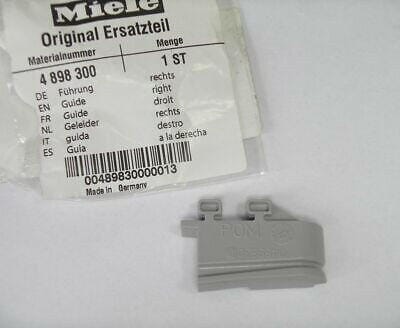 Miele
Original Ersatzteil
Materialnummer Menge
4 898 300 1 ST
DE Führung rechts
EN Guide right
FR Guide droit
NL Geleider rechts
IT guida destro
ES Guia a la derecha
00489830000013
Made in Germany
POM